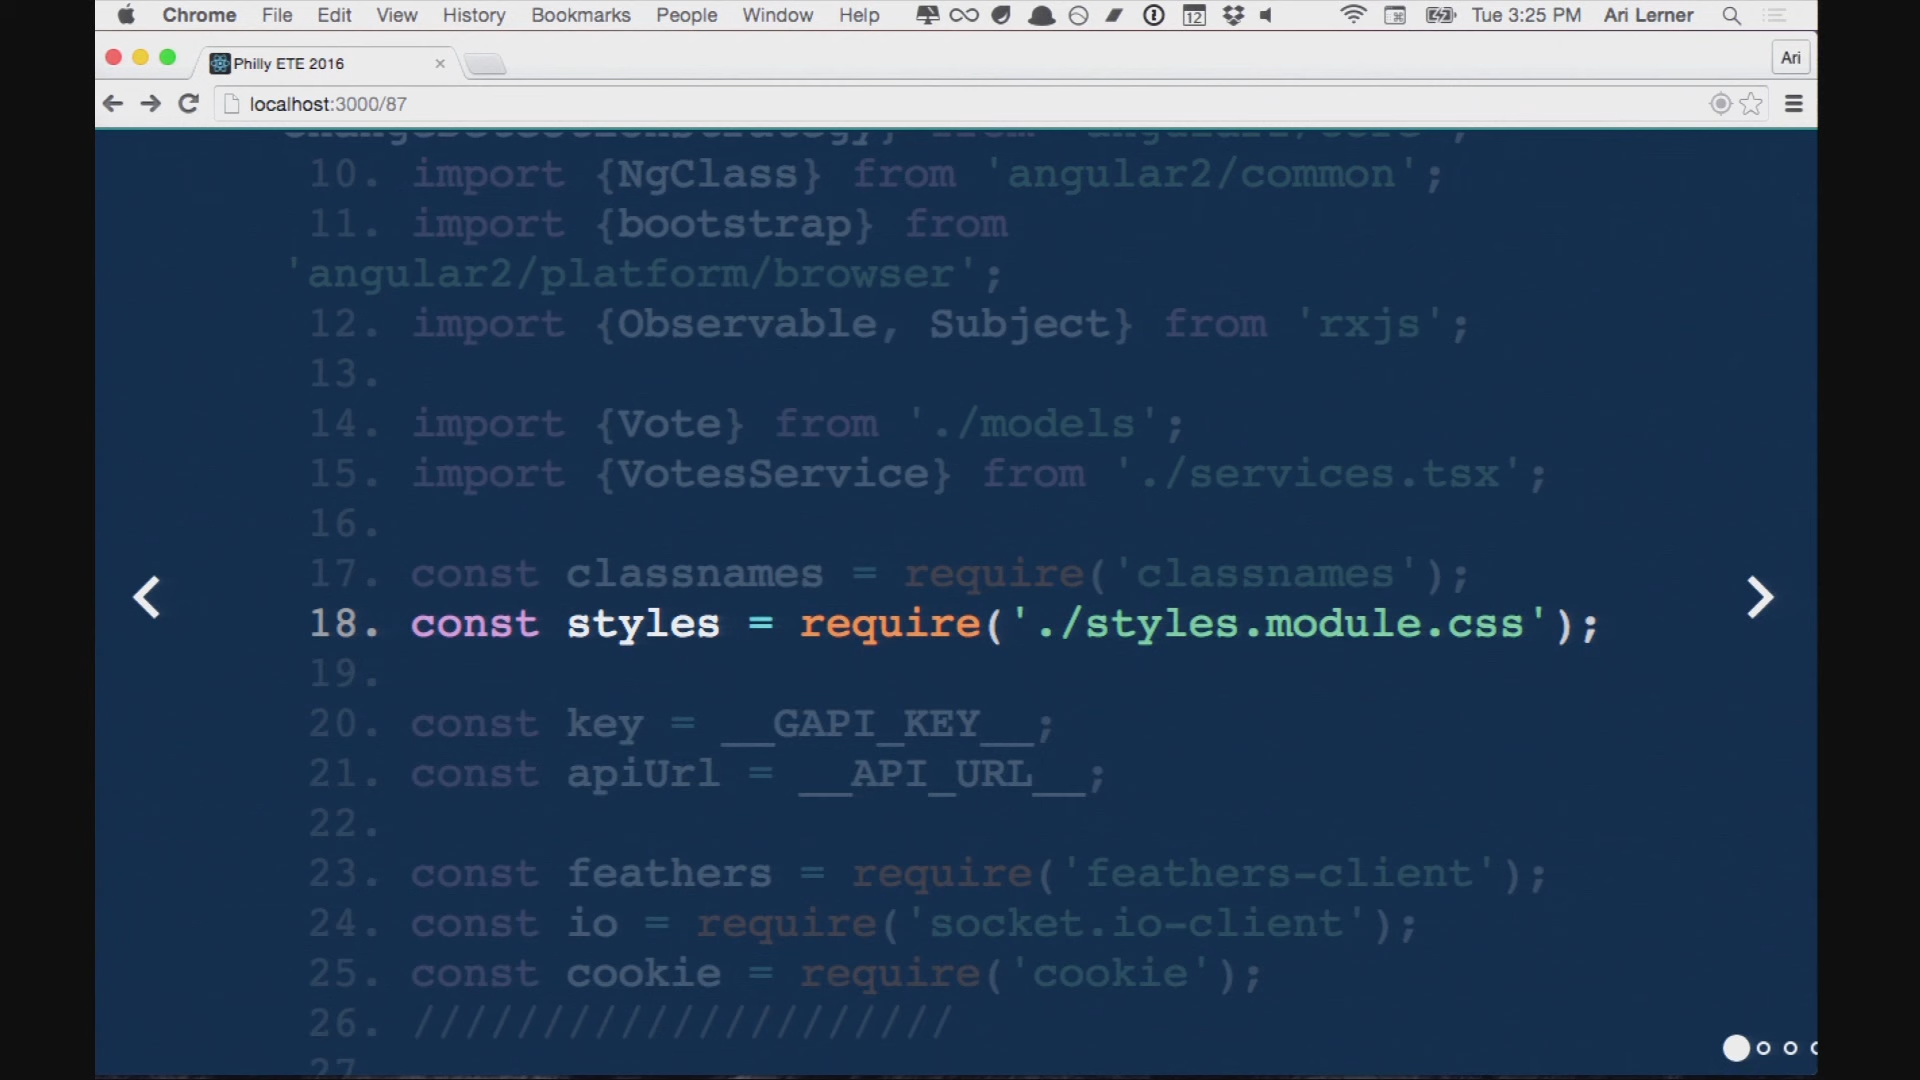 Chrome File Edit View History Bookmarks People Window Help 12 Tue 3:25 PM Ari Lerner
Philly ETE 2016
Ari
localhost:3000/87
10. import {NgClass} from 'angular2/common';
11. import {bootstrap} from
'angular2/platform/browser';
12. import {Observable, Subject} from 'rxjs';
13.
14. import {Vote} from './models';
15. import {VotesService} from './services.tsx';
16.
17. const classnames = require('classnames');
18. const styles = require('./styles.module.css');
19.
20. const key = __GAPI_KEY__;
21. const apiUrl = __API_URL__;
22.
23. const feathers = require('feathers-client');
24. const io = require('socket.io-client');
25. const cookie = require('cookie');
26. /////////////////////
27.